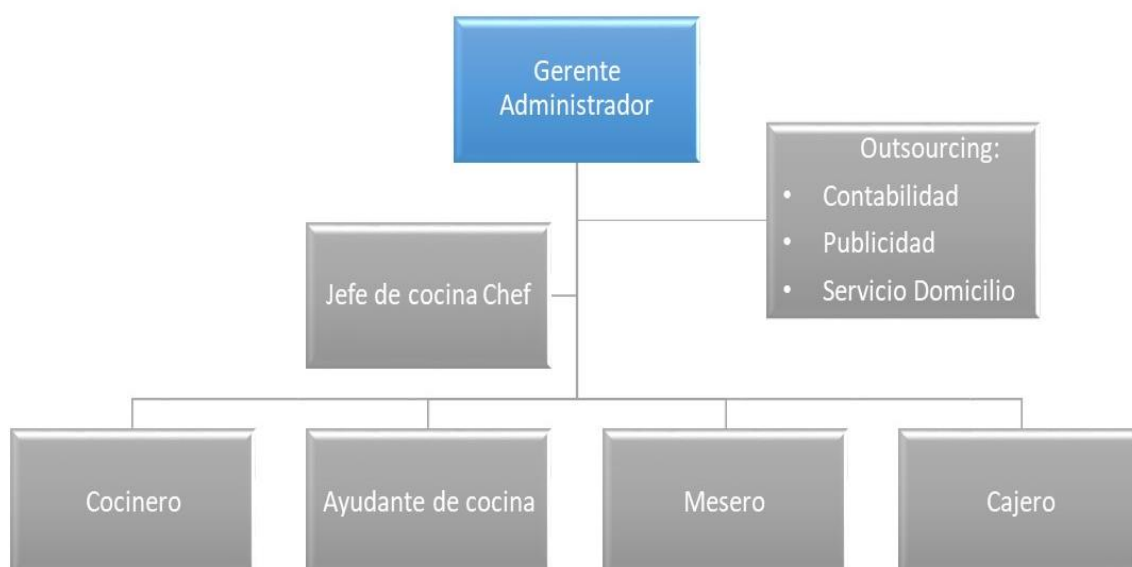 Gerente
Administrador
Outsourcing:
• Contabilidad
• Publicidad
• Servicio Domicilio
Jefe de cocina Chef
Cocinero
Ayudante de cocina
Mesero
Cajero